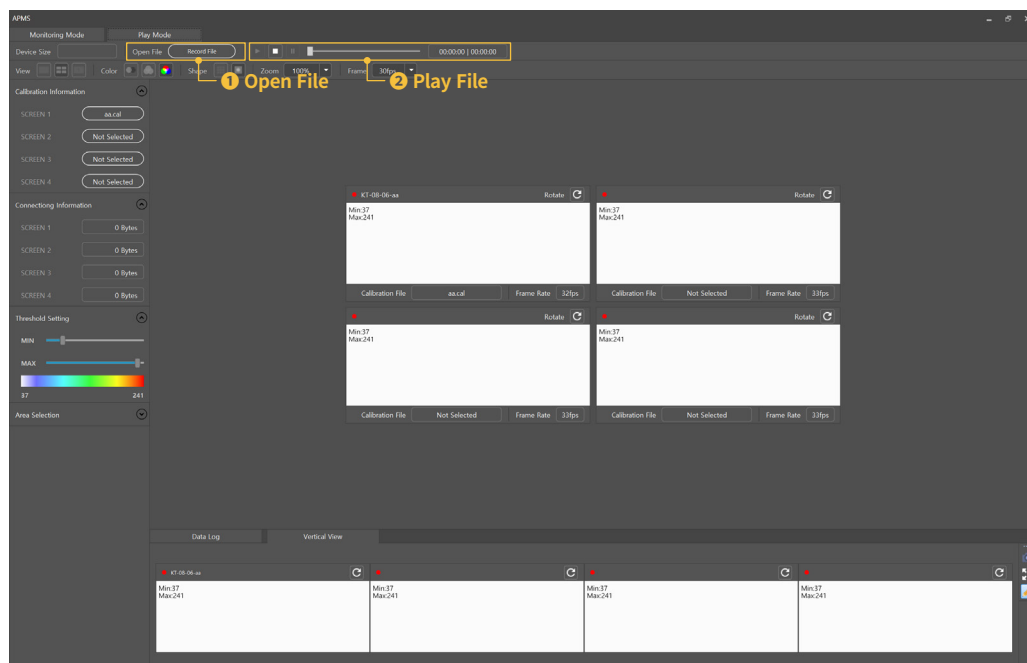 APMS
Monitoring Mode Play Mode
Device Size Open File Record File 00:00:00 | 00:00:00
View Color Shape Zoom 100% Frame 30fps
❶ Open File ❷ Play File
Calibration Information
SCREEN 1 aa.cal
SCREEN 2 Not Selected
SCREEN 3 Not Selected
SCREEN 4 Not Selected
Connectiong Information
SCREEN 1 0 Bytes
SCREEN 2 0 Bytes
SCREEN 3 0 Bytes
SCREEN 4 0 Bytes
Threshold Setting
MIN
MAX
37 241
Area Selection
KT-08-06-aa Rotate
Min:37
Max:241
Calibration File aa.cal Frame Rate 32fps
Rotate
Min:37
Max:241
Calibration File Not Selected Frame Rate 33fps
Rotate
Min:37
Max:241
Calibration File Not Selected Frame Rate 33fps
Rotate
Min:37
Max:241
Calibration File Not Selected Frame Rate 33fps
Data Log Vertical View
KT-08-06-aa
Min:37
Max:241
Min:37
Max:241
Min:37
Max:241
Min:37
Max:241